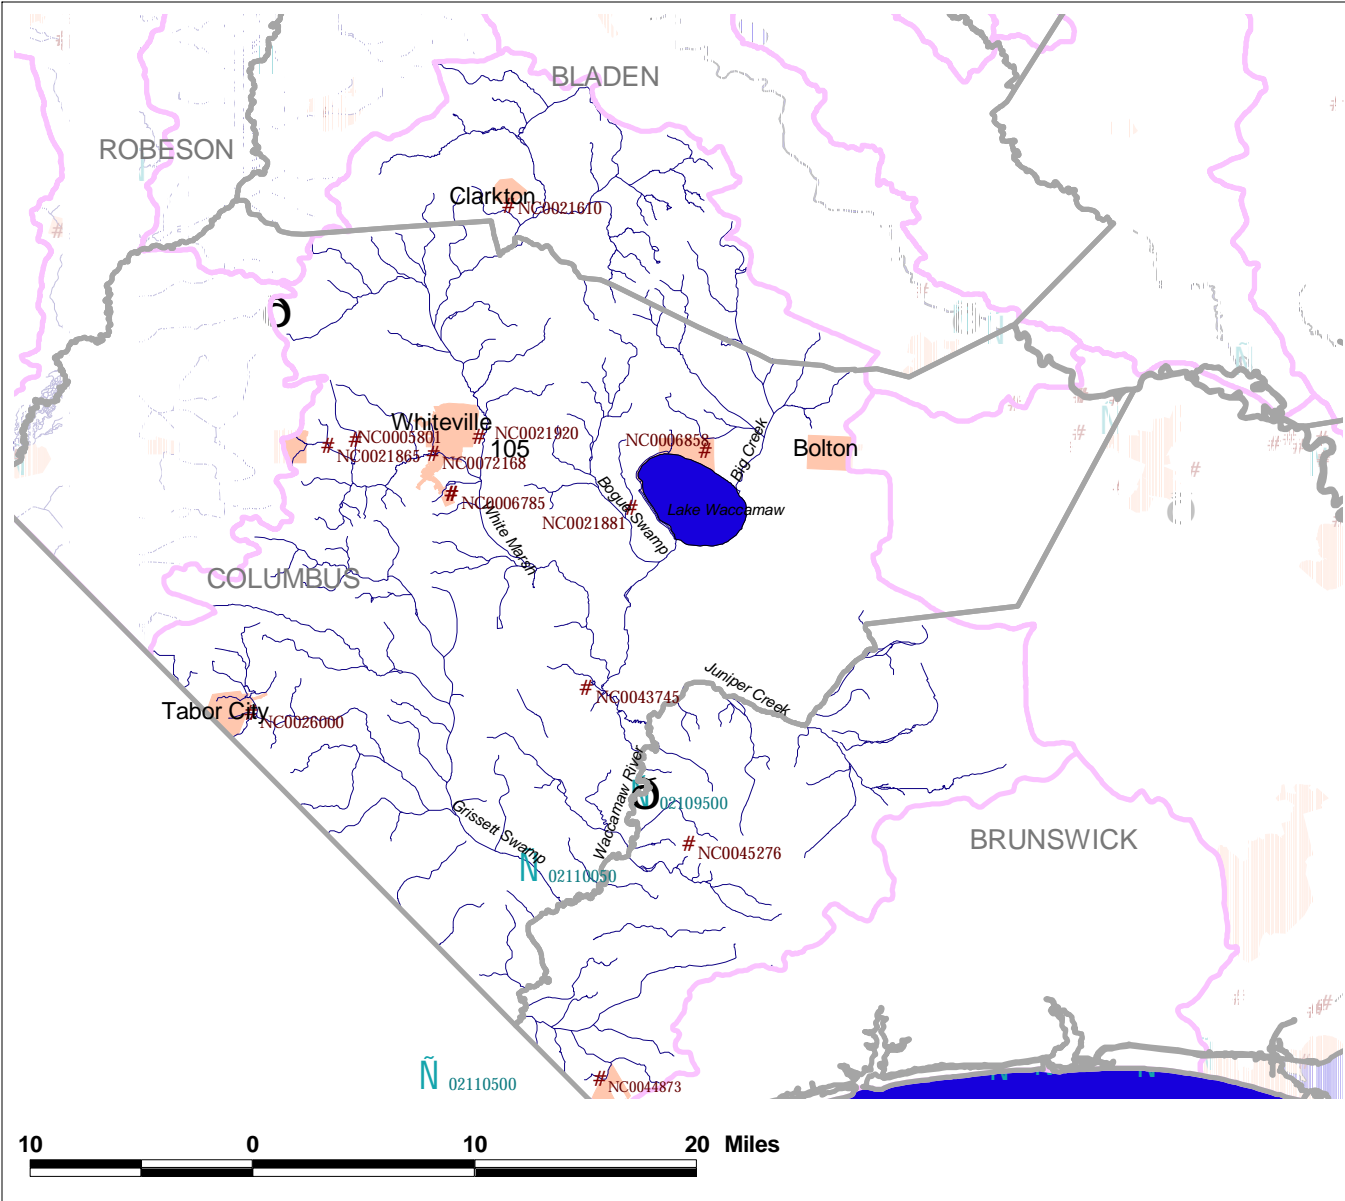 BLADEN
ROBESON
Clarkton
# NC0021610
Whiteville
# NC0005801
# NC0021920
# NC0021865
105
# NC0072168
NC0006858 #
Big Creek
Bolton
# NC0006785
Bogue Swamp
Lake Waccamaw
NC0021881 #
White Marsh
COLUMBUS
Juniper Creek
# NC0043745
Tabor City
# NC0026000
Waccamaw River
Ñ 02109500
Grissett Swamp
BRUNSWICK
# NC0045276
Ñ 02110050
Ñ 02110500
# NC0044873
10 0 10 20 Miles